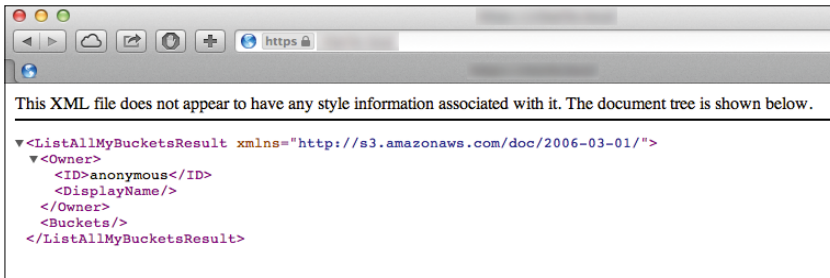 https
This XML file does not appear to have any style information associated with it. The document tree is shown below.
▼<ListAllMyBucketsResult xmlns="http://s3.amazonaws.com/doc/2006-03-01/">
▼<Owner>
<ID>anonymous</ID>
<DisplayName/>
</Owner>
<Buckets/>
</ListAllMyBucketsResult>